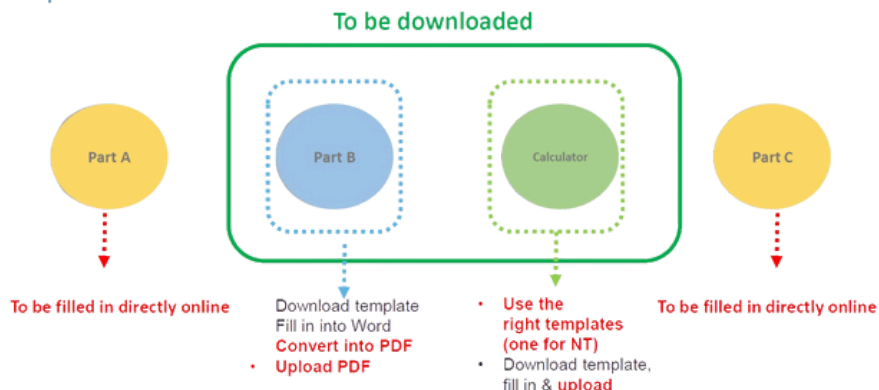 To be downloaded
Part A
Part B
Calculator
Part C
To be filled in directly online
Download template
Fill in into Word
Convert into PDF
• Upload PDF
• Use the
right templates
(one for NT)
• Download template,
fill in & upload
To be filled in directly online